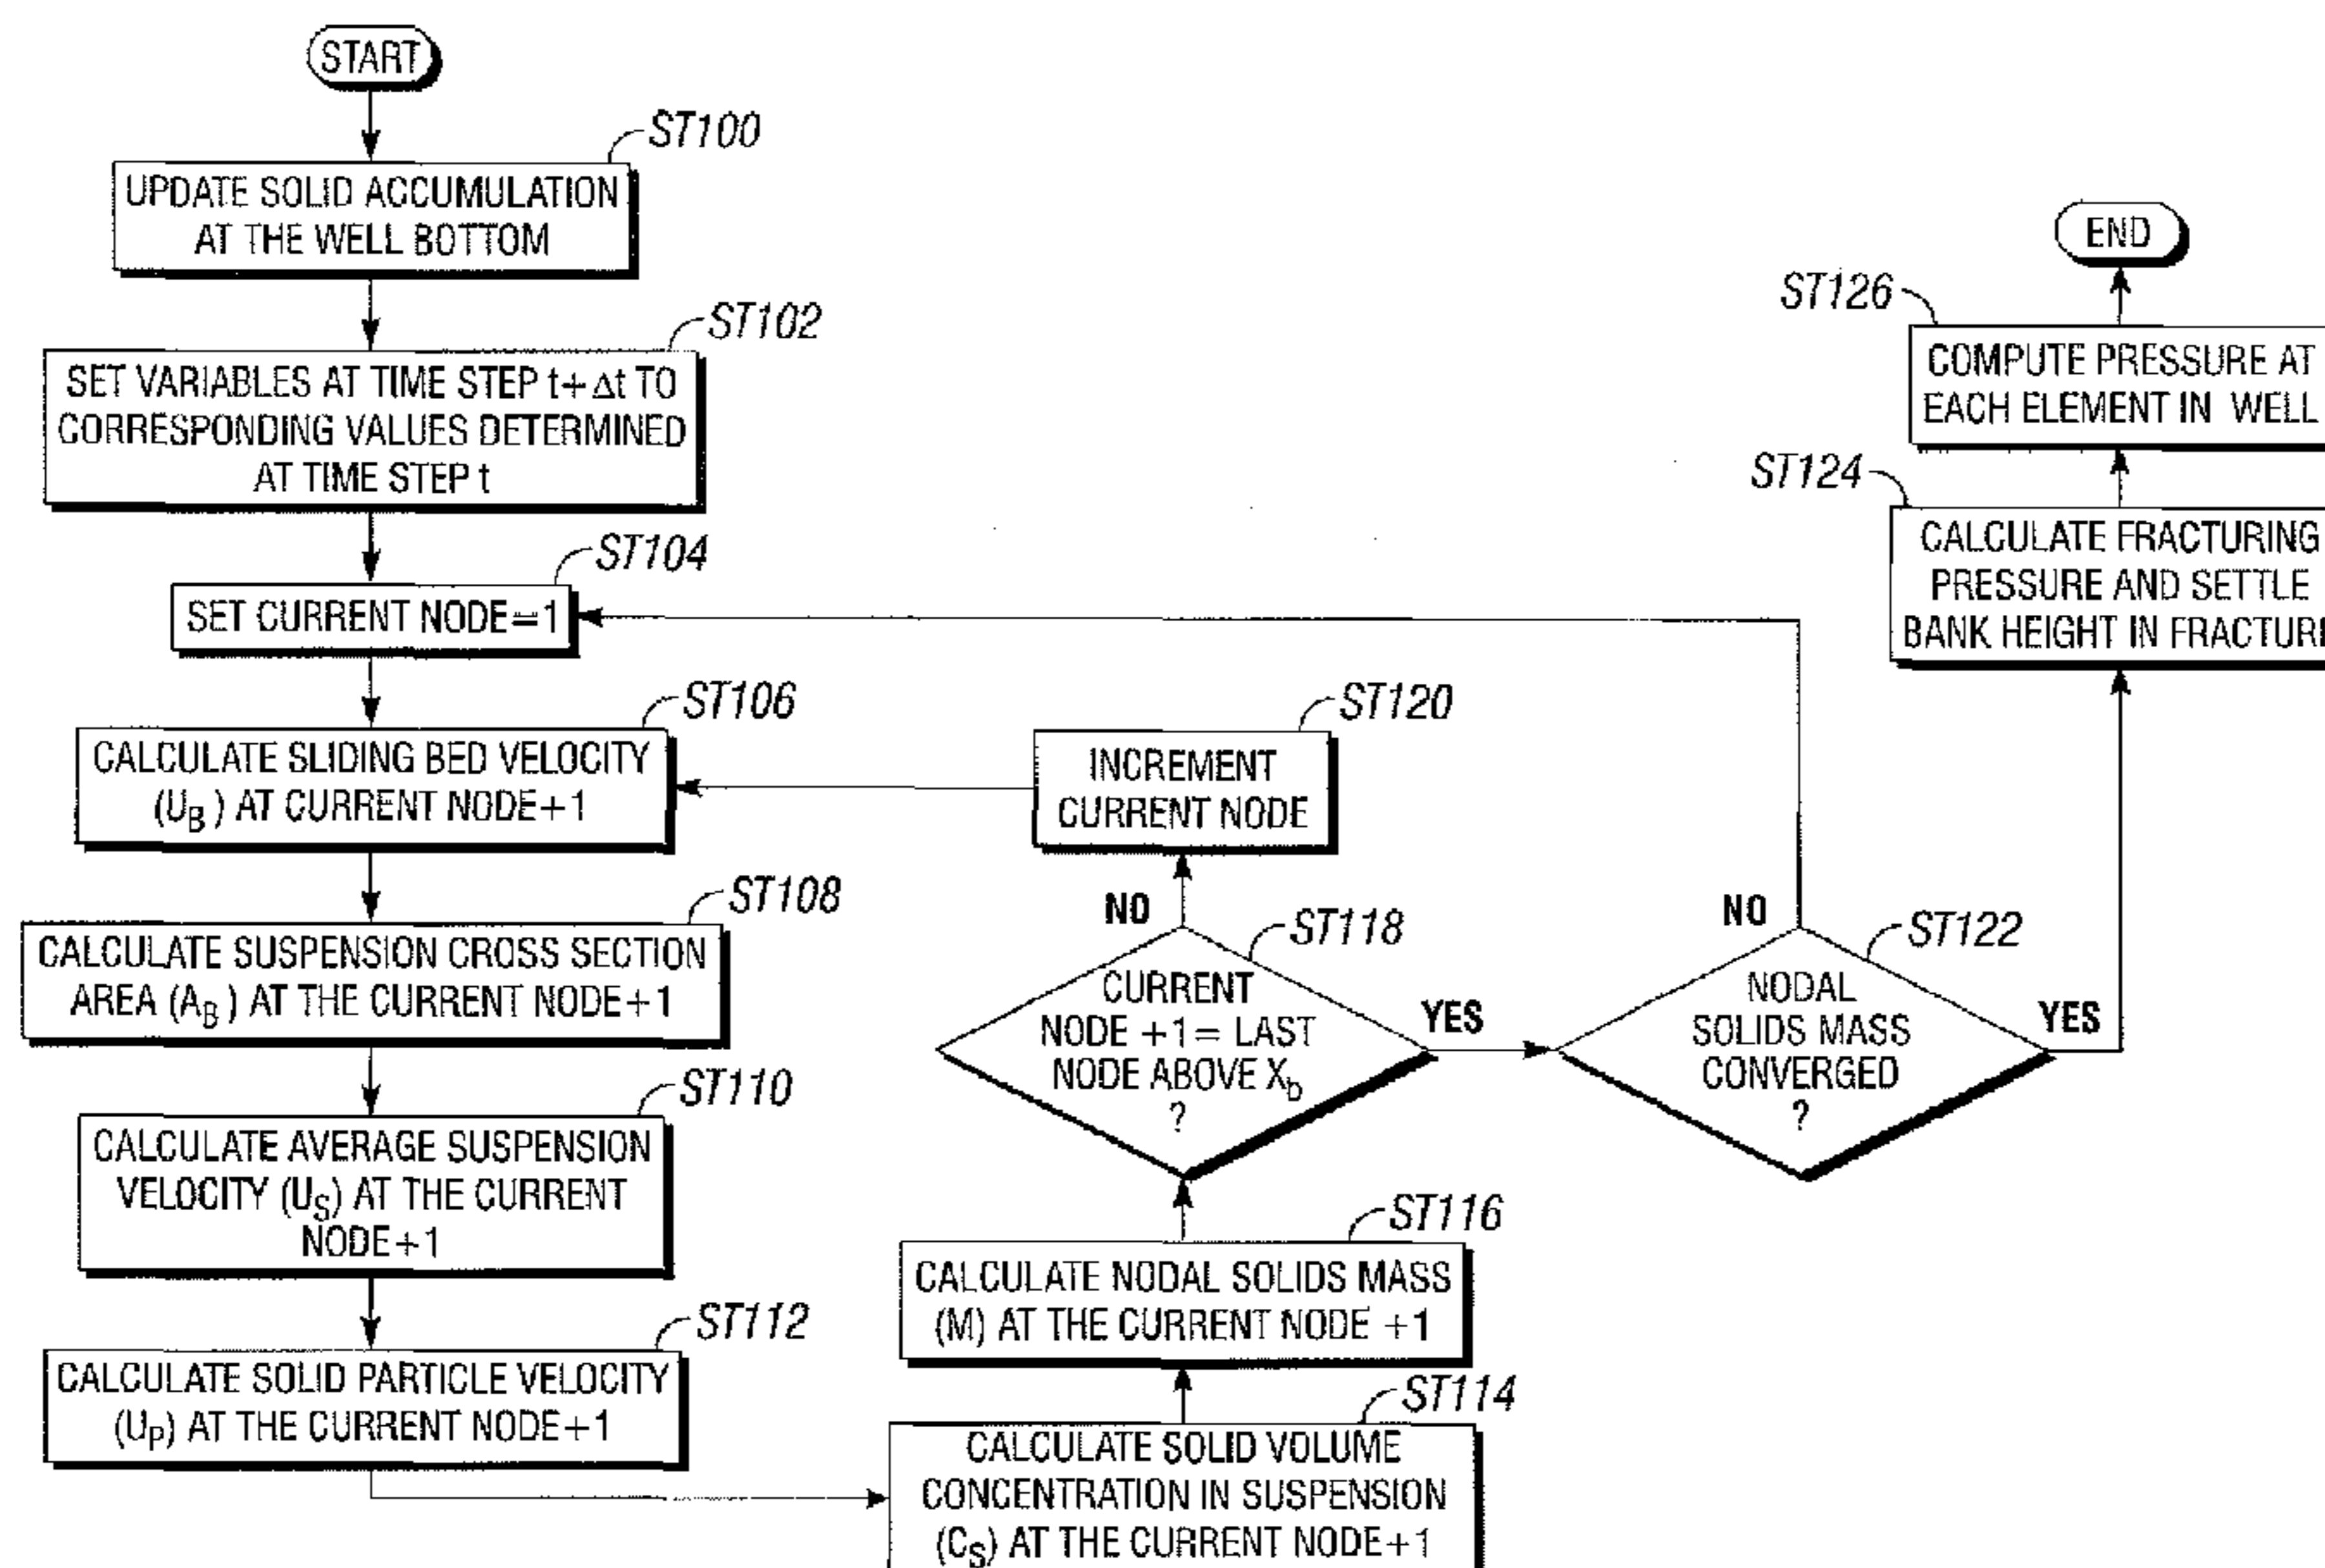 START
ST100
UPDATE SOLID ACCUMULATION
AT THE WELL BOTTOM
ST102
SET VARIABLES AT TIME STEP t+Δt TO
CORRESPONDING VALUES DETERMINED
AT TIME STEP t
ST104
SET CURRENT NODE=1
ST106
CALCULATE SLIDING BED VELOCITY
(UB) AT CURRENT NODE+1
ST108
CALCULATE SUSPENSION CROSS SECTION
AREA (AB) AT THE CURRENT NODE+1
ST110
CALCULATE AVERAGE SUSPENSION
VELOCITY (US) AT THE CURRENT
NODE+1
ST112
CALCULATE SOLID PARTICLE VELOCITY
(UP) AT THE CURRENT NODE+1
ST114
CALCULATE SOLID VOLUME
CONCENTRATION IN SUSPENSION
(CS) AT THE CURRENT NODE+1
ST116
CALCULATE NODAL SOLIDS MASS
(M) AT THE CURRENT NODE +1
ST118
CURRENT
NODE +1= LAST
NODE ABOVE Xb
?
NO
YES
ST120
INCREMENT
CURRENT NODE
ST122
NODAL
SOLIDS MASS
CONVERGED
?
NO
YES
ST124
CALCULATE FRACTURING
PRESSURE AND SETTLE
BANK HEIGHT IN FRACTUR
ST126
COMPUTE PRESSURE AT
EACH ELEMENT IN WELL
END